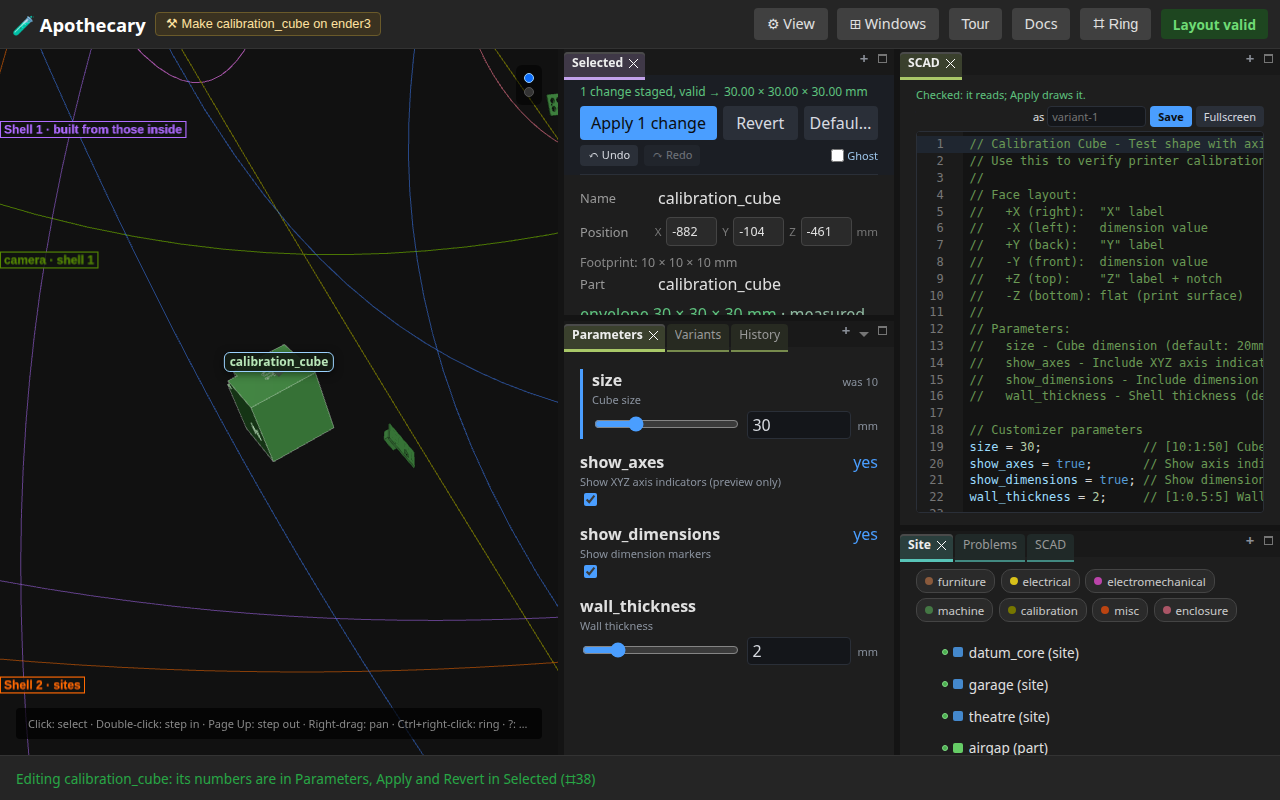 Apothecary
⚒ Make calibration_cube on ender3
⚙ View
⊞ Windows
Tour
Docs
⌗ Ring
Layout valid
Shell 1 · built from those inside
camera · shell 1
calibration_cube
Shell 2 · sites
Click: select · Double-click: step in · Page Up: step out · Right-drag: pan · Ctrl+right-click: ring · ?: ...
Selected
1 change staged, valid → 30.00 × 30.00 × 30.00 mm
Apply 1 change
Revert
Defaul...
↶ Undo
↷ Redo
Ghost
Name calibration_cube
Position X -882 Y -104 Z -461 mm
Footprint: 10 × 10 × 10 mm
Part calibration_cube
envelope 30 × 30 × 30 mm · measured
Parameters
Variants
History
size was 10
Cube size
30 mm
show_axes yes
Show XYZ axis indicators (preview only)
show_dimensions yes
Show dimension markers
wall_thickness
Wall thickness
2 mm
SCAD
Checked: it reads; Apply draws it.
as variant-1 Save Fullscreen
1 // Calibration Cube - Test shape with axi
2 // Use this to verify printer calibration
3 //
4 // Face layout:
5 //   +X (right):  "X" label
6 //   -X (left):   dimension value
7 //   +Y (back):   "Y" label
8 //   -Y (front):  dimension value
9 //   +Z (top):    "Z" label + notch
10 //   -Z (bottom): flat (print surface)
11 //
12 // Parameters:
13 //   size - Cube dimension (default: 20mm
14 //   show_axes - Include XYZ axis indicat
15 //   show_dimensions - Include dimension
16 //   wall_thickness - Shell thickness (de
17
18 // Customizer parameters
19 size = 30; // [10:1:50] Cube
20 show_axes = true; // Show axis indi
21 show_dimensions = true; // Show dimension
22 wall_thickness = 2; // [1:0.5:5] Wall
Site
Problems
SCAD
furniture
electrical
electromechanical
machine
calibration
misc
enclosure
datum_core (site)
garage (site)
theatre (site)
airgap (part)
Editing calibration_cube: its numbers are in Parameters, Apply and Revert in Selected (⌗38)